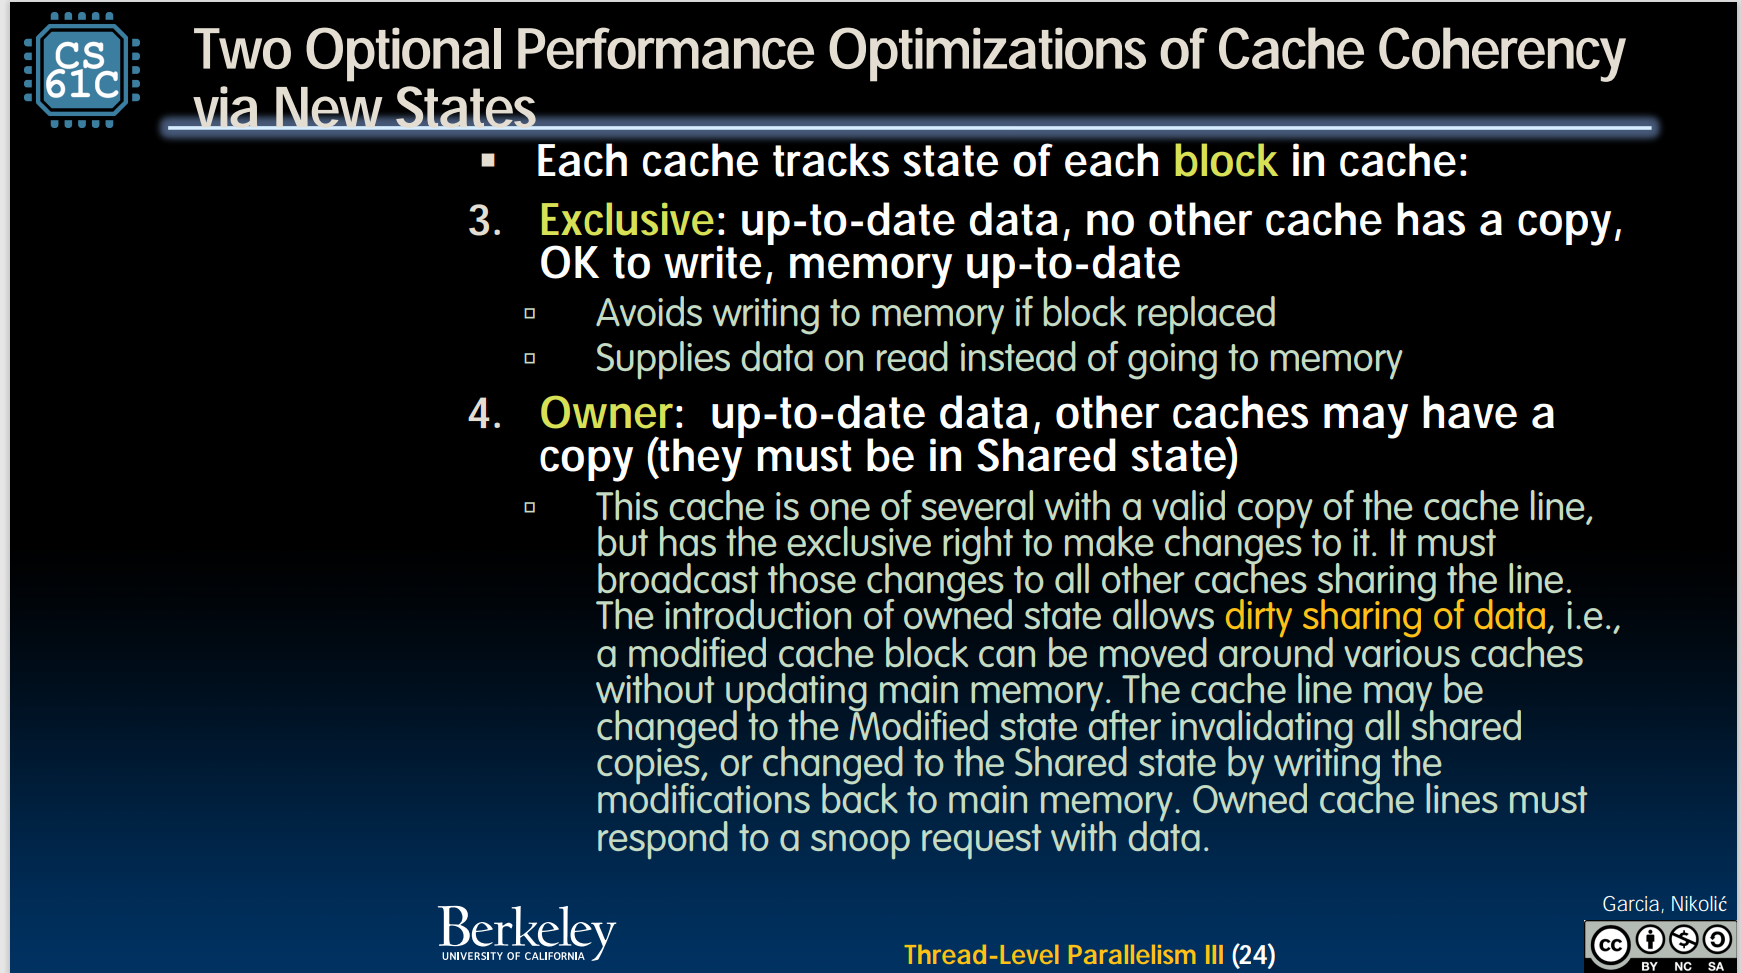 CS
61C
Two Optional Performance Optimizations of Cache Coherency
via New States
▪ Each cache tracks state of each block in cache:
3. Exclusive: up-to-date data, no other cache has a copy,
OK to write, memory up-to-date
▫ Avoids writing to memory if block replaced
▫ Supplies data on read instead of going to memory
4. Owner: up-to-date data, other caches may have a
copy (they must be in Shared state)
▫ This cache is one of several with a valid copy of the cache line,
but has the exclusive right to make changes to it. It must
broadcast those changes to all other caches sharing the line.
The introduction of owned state allows dirty sharing of data, i.e.,
a modified cache block can be moved around various caches
without updating main memory. The cache line may be
changed to the Modified state after invalidating all shared
copies, or changed to the Shared state by writing the
modifications back to main memory. Owned cache lines must
respond to a snoop request with data.
Berkeley
UNIVERSITY OF CALIFORNIA
Thread-Level Parallelism III (24)
Garcia, Nikolić
cc
BY NC SA